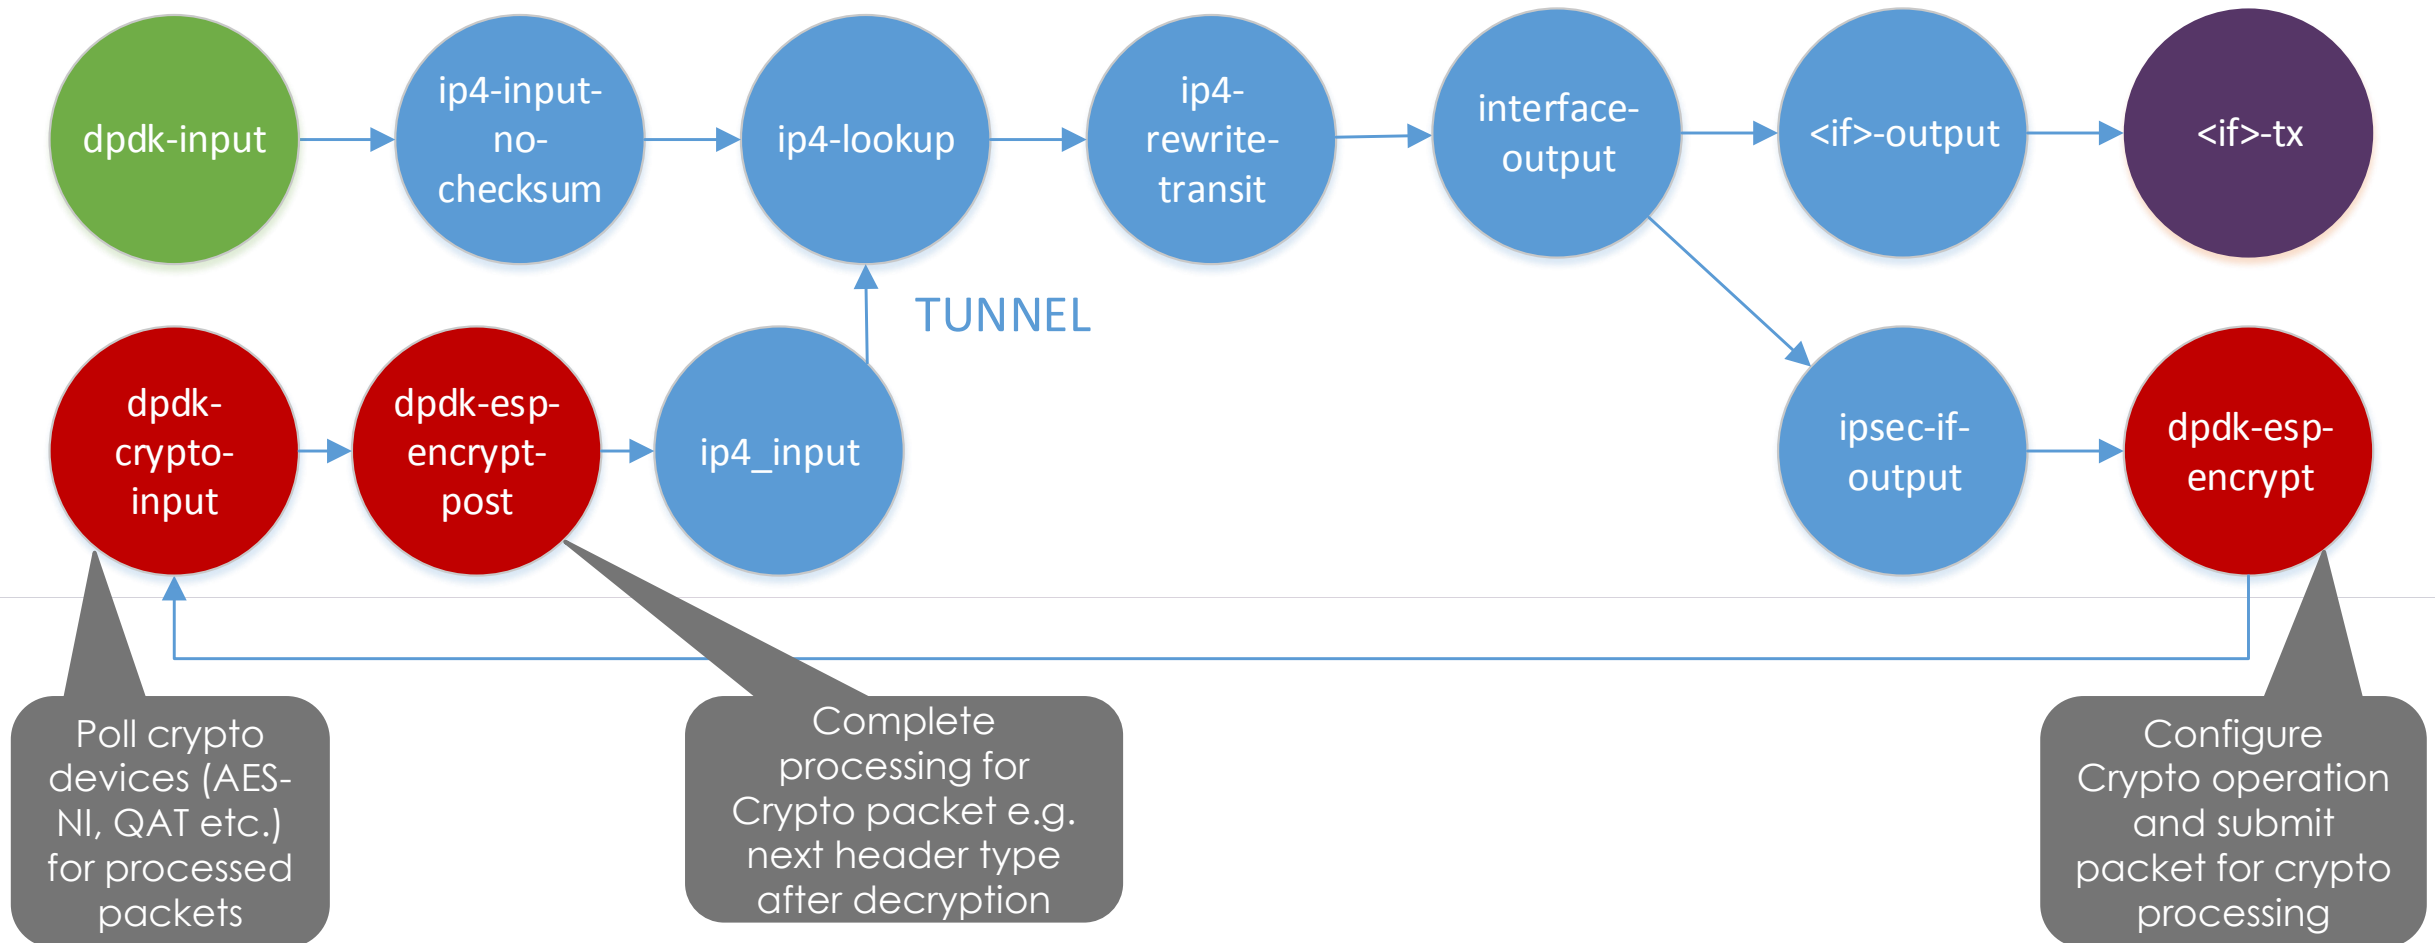 dpdk-input
ip4-input-
no-
checksum
ip4-lookup
ip4-
rewrite-
transit
interface-
output
<if>-output
<if>-tx
TUNNEL
dpdk-
crypto-
input
dpdk-esp-
encrypt-
post
ip4_input
ipsec-if-
output
dpdk-esp-
encrypt
Poll crypto
devices (AES-
NI, QAT etc.)
for processed
packets
Complete
processing for
Crypto packet e.g.
next header type
after decryption
Configure
Crypto operation
and submit
packet for crypto
processing